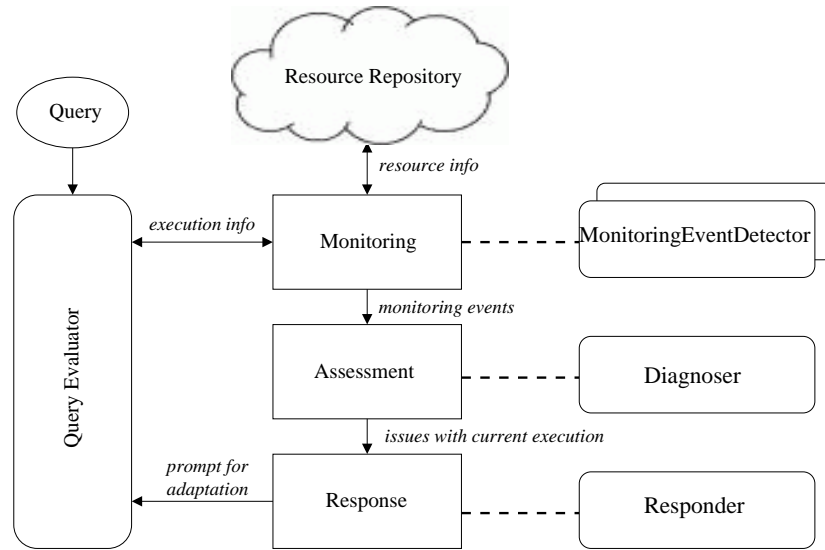 Resource Repository
Query
resource info
execution info
Monitoring
MonitoringEventDetector
monitoring events
Query Evaluator
Assessment
Diagnoser
issues with current execution
prompt for
adaptation
Response
Responder